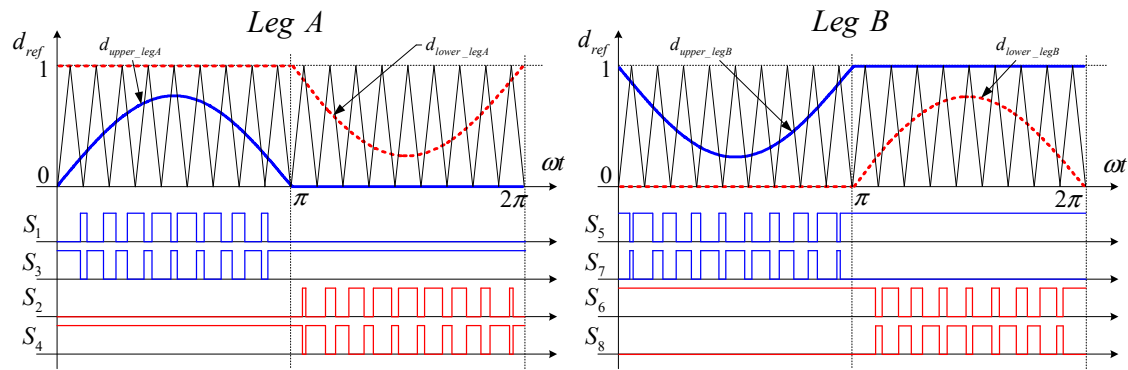 Leg A
d_ref
d_upper_legA
d_lower_legA
1
0
ωt
π
2π
S_1
S_3
S_2
S_4
Leg B
d_ref
d_upper_legB
d_lower_legB
1
0
ωt
π
2π
S_5
S_7
S_6
S_8